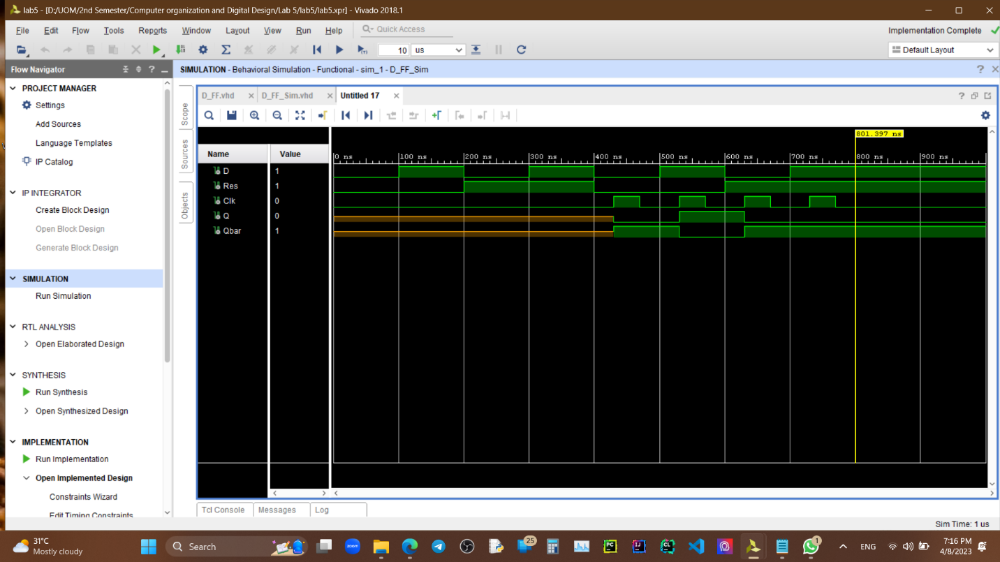 lab5 - [D:/UOM/2nd Semester/Computer organization and Digital Design/Lab 5/lab5/lab5.xpr] - Vivado 2018.1
File Edit Flow Tools Reports Window Layout View Run Help Quick Access Implementation Complete
10 us Default Layout
Flow Navigator
SIMULATION - Behavioral Simulation - Functional - sim_1 - D_FF_Sim
PROJECT MANAGER
Settings
Add Sources
Language Templates
IP Catalog
IP INTEGRATOR
Create Block Design
Open Block Design
Generate Block Design
SIMULATION
Run Simulation
RTL ANALYSIS
Open Elaborated Design
SYNTHESIS
Run Synthesis
Open Synthesized Design
IMPLEMENTATION
Run Implementation
Open Implemented Design
Constraints Wizard
Edit Timing Constraints
Scope
Sources
Objects
D_FF.vhd D_FF_Sim.vhd Untitled 17
801.397 ns
Name Value
0 ns 100 ns 200 ns 300 ns 400 ns 500 ns 600 ns 700 ns 800 ns 900 ns
D 1
Res 1
Clk 0
Q 0
Qbar 1
Tcl Console Messages Log
Sim Time: 1 us
31°C
Mostly cloudy
Search
zoom
25
PC
IJ
CL
1
ENG
7:16 PM
4/8/2023